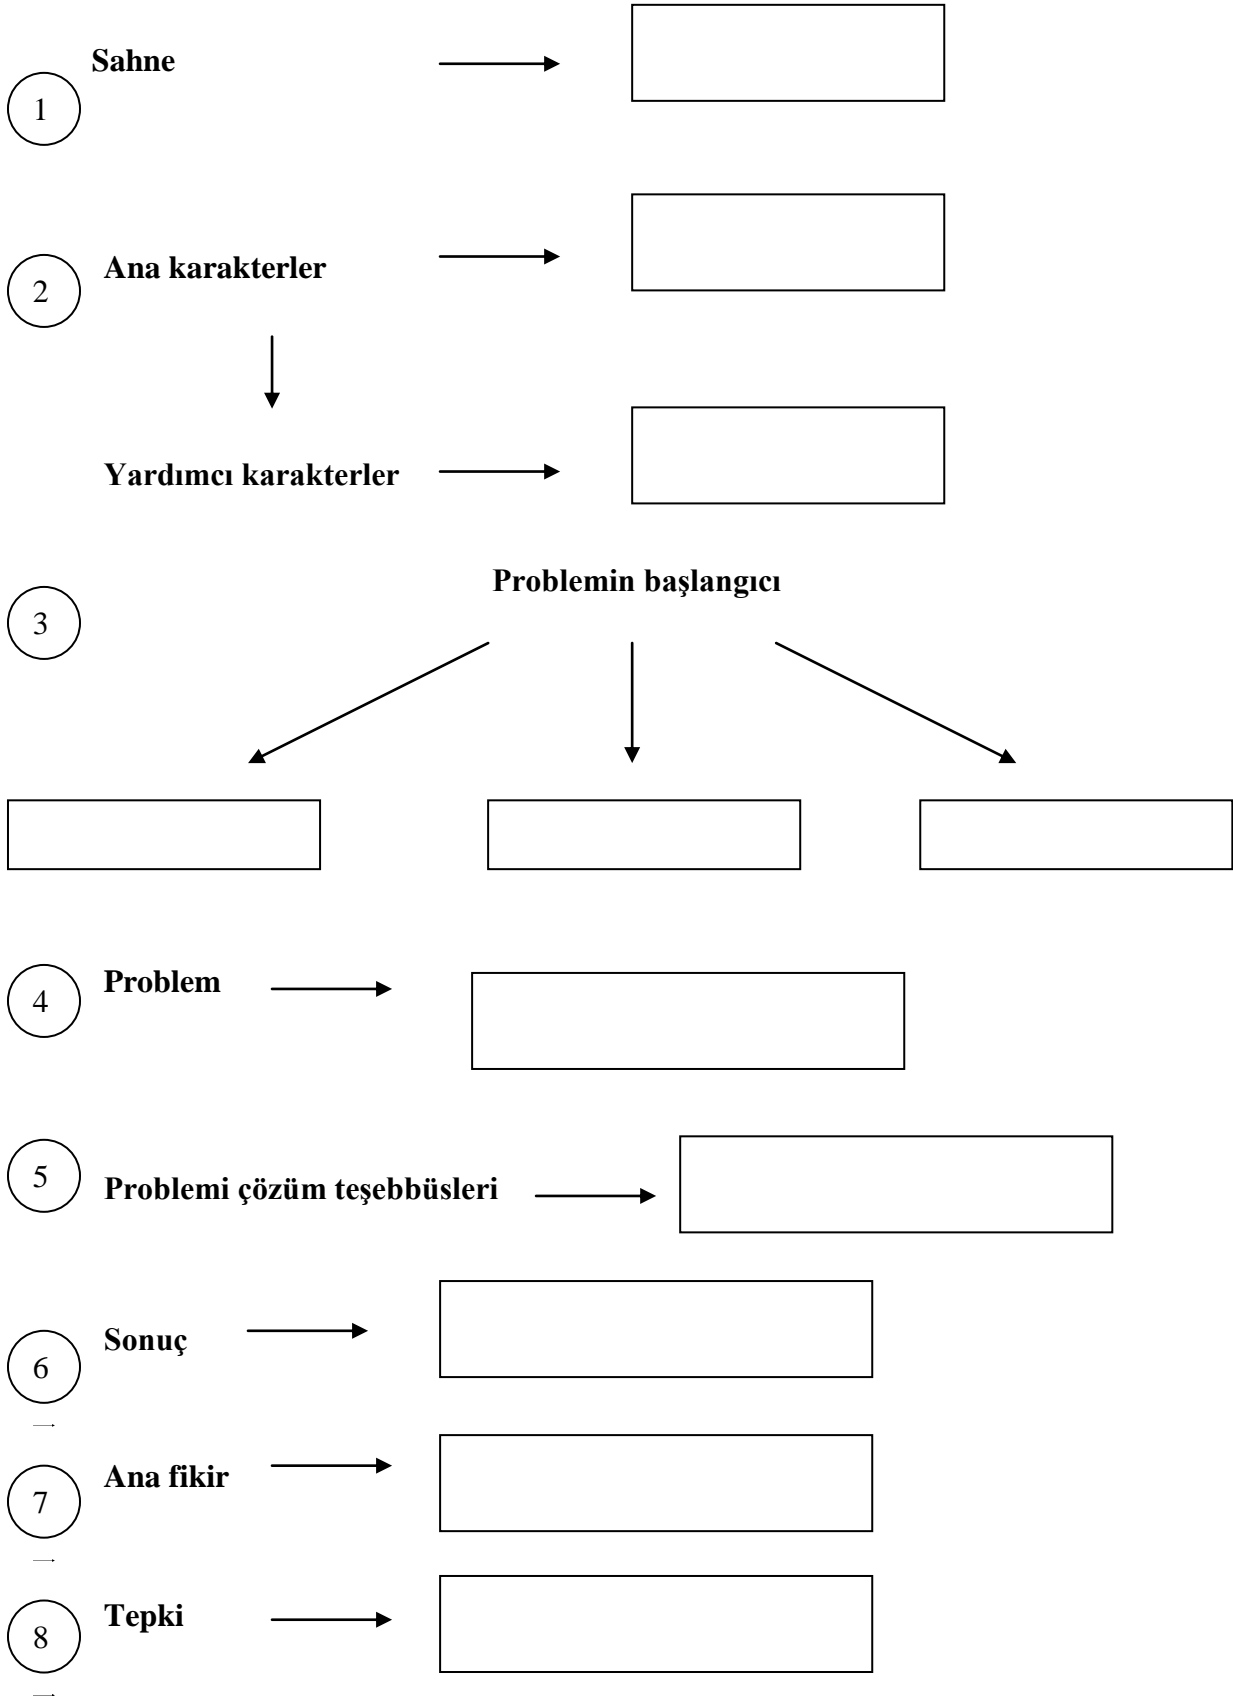 Sahne
1
Ana karakterler
2
Yardımcı karakterler
Problemin başlangıcı
3
Problem
4
5
Problemi çözüm teşebbüsleri
Sonuç
6
Ana fikir
7
Tepki
8